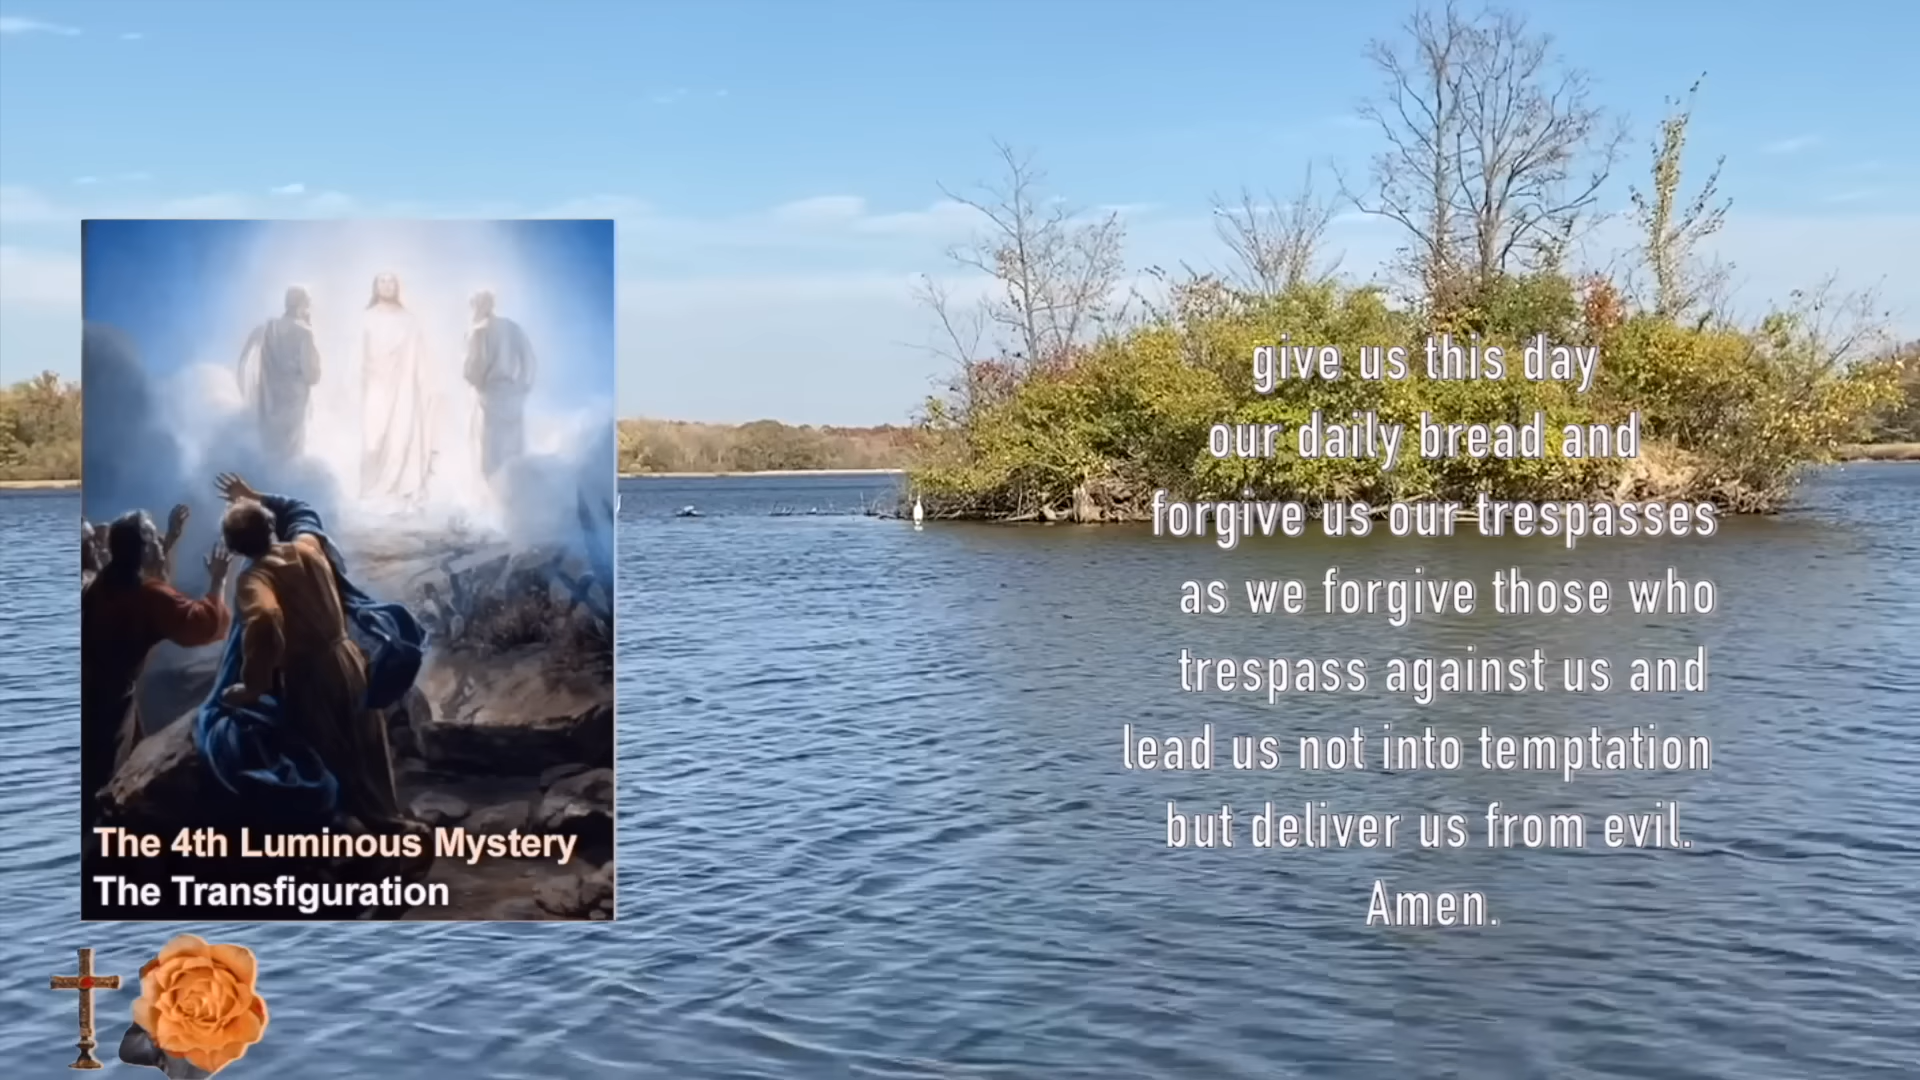 The 4th Luminous Mystery
The Transfiguration
give us this day
our daily bread and
forgive us our trespasses
as we forgive those who
trespass against us and
lead us not into temptation
but deliver us from evil.
Amen.